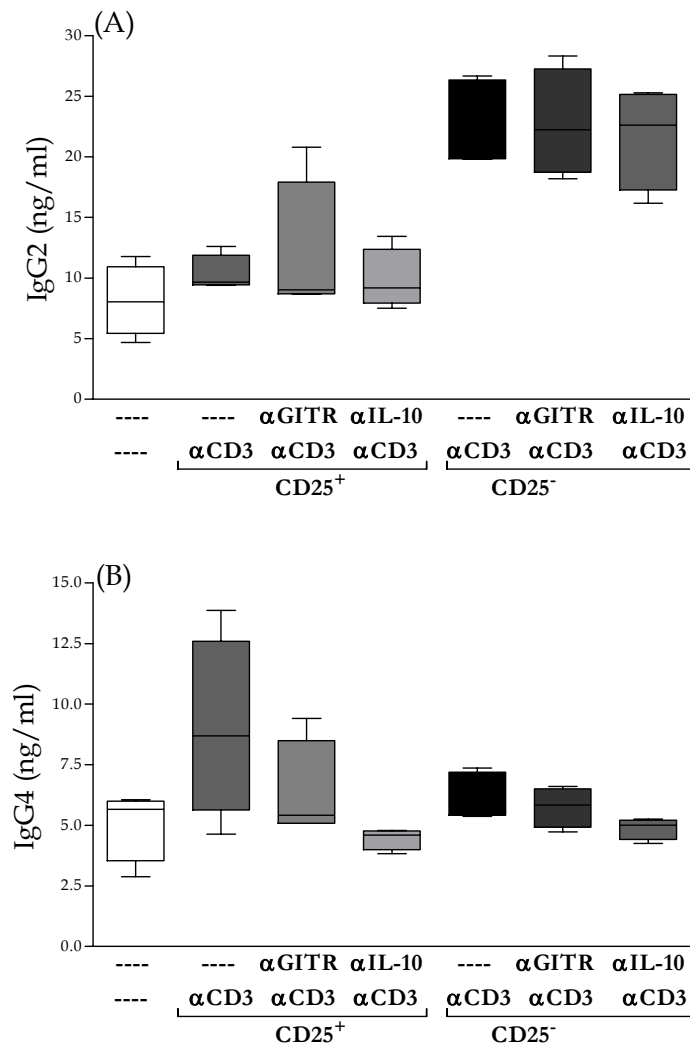 (A)
IgG2 (ng/ml)
30
25
20
15
10
5
0
---- ---- αGITR αIL-10 ---- αGITR αIL-10
---- αCD3 αCD3 αCD3 αCD3 αCD3 αCD3
CD25⁺ CD25⁻
(B)
IgG4 (ng/ml)
15.0
12.5
10.0
7.5
5.0
2.5
0.0
---- ---- αGITR αIL-10 ---- αGITR αIL-10
---- αCD3 αCD3 αCD3 αCD3 αCD3 αCD3
CD25⁺ CD25⁻